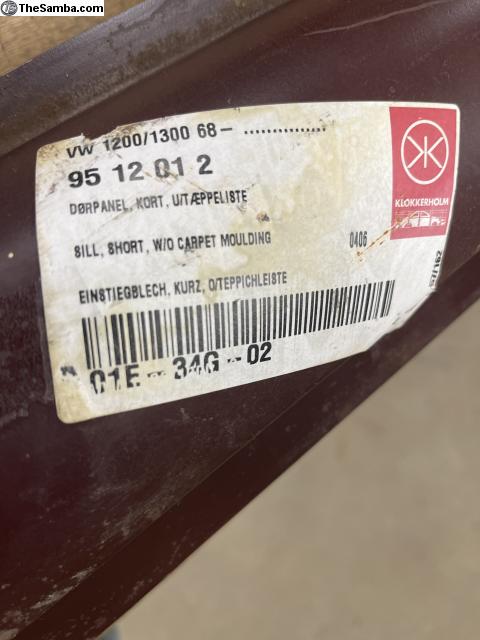 TheSamba.com
VW 1200/1300 68– ...............
95 12 01 2
DØRPANEL, KORT, U/TÆPPELISTE
SILL, SHORT, W/O CARPET MOULDING 0406
EINSTIEGBLECH, KURZ, O/TEPPICHLEISTE
01E - 34G - 02
KLOKKERHOLM